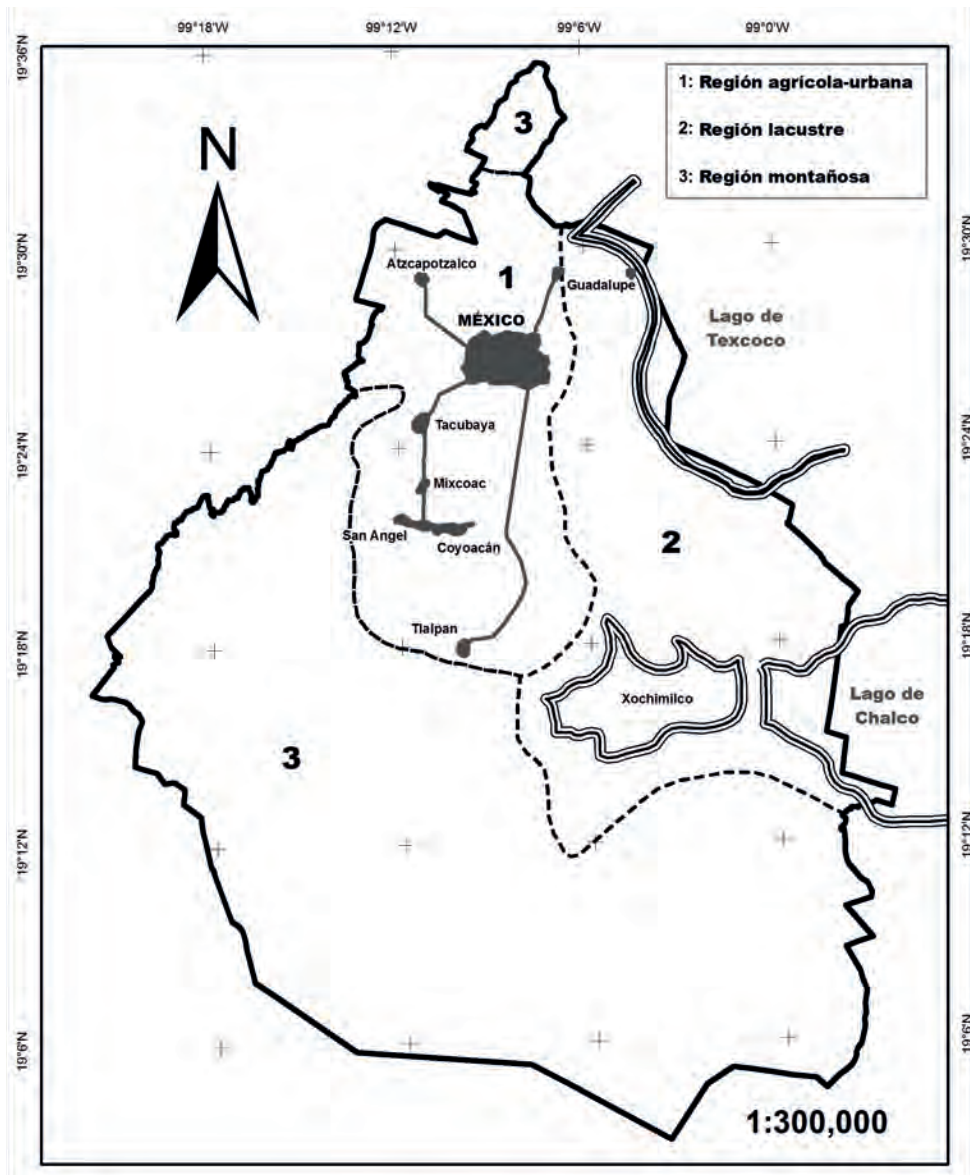 99°18'W
99°12'W
99°6'W
99°0'W
19°36'N
19°36'N
1: Región agrícola-urbana
2: Región lacustre
3: Región montañosa
N
3
19°30'N
19°30'N
Atzcapotzalco
1
Guadalupe
MÉXICO
Lago de
Texcoco
Tacubaya
19°24'N
19°24'N
Mixcoac
San Angel
Coyoacán
2
Tlalpan
19°18'N
19°18'N
Xochimilco
Lago de
Chalco
3
19°12'N
19°12'N
19°6'N
19°6'N
1:300,000